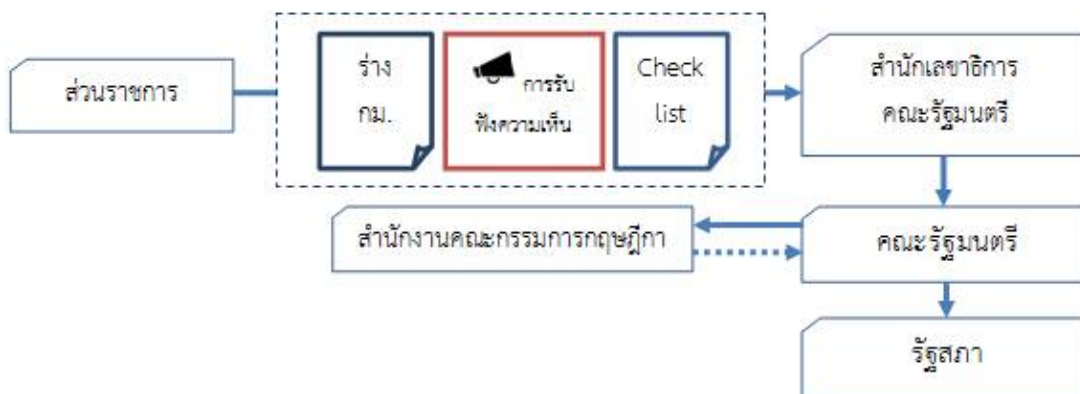 ส่วนราชการ
ร่าง
กม.
การรับ
ฟังความเห็น
Check
list
สำนักเลขาธิการ
คณะรัฐมนตรี
สำนักงานคณะกรรมการกฤษฎีกา
คณะรัฐมนตรี
รัฐสภา